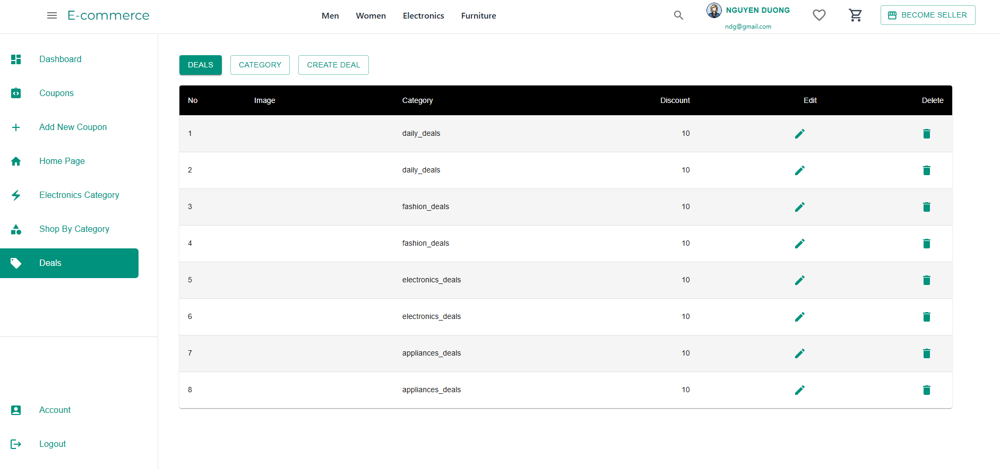 E-commerce
Men Women Electronics Furniture
NGUYEN DUONG
ndg@gmail.com
BECOME SELLER
Dashboard
Coupons
Add New Coupon
Home Page
Electronics Category
Shop By Category
Deals
Account
Logout
DEALS CATEGORY CREATE DEAL
No Image Category Discount Edit Delete
1 daily_deals 10
2 daily_deals 10
3 fashion_deals 10
4 fashion_deals 10
5 electronics_deals 10
6 electronics_deals 10
7 appliances_deals 10
8 appliances_deals 10